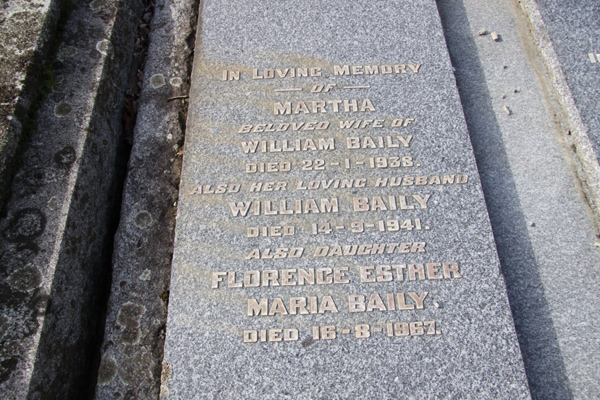 In Loving Memory
— OF —
MARTHA
BELOVED WIFE OF
WILLIAM BAILY
DIED 22-1-1938.
ALSO HER LOVING HUSBAND
WILLIAM BAILY
DIED 14-9-1941.
ALSO DAUGHTER
FLORENCE ESTHER
MARIA BAILY
DIED 16-8-1967.